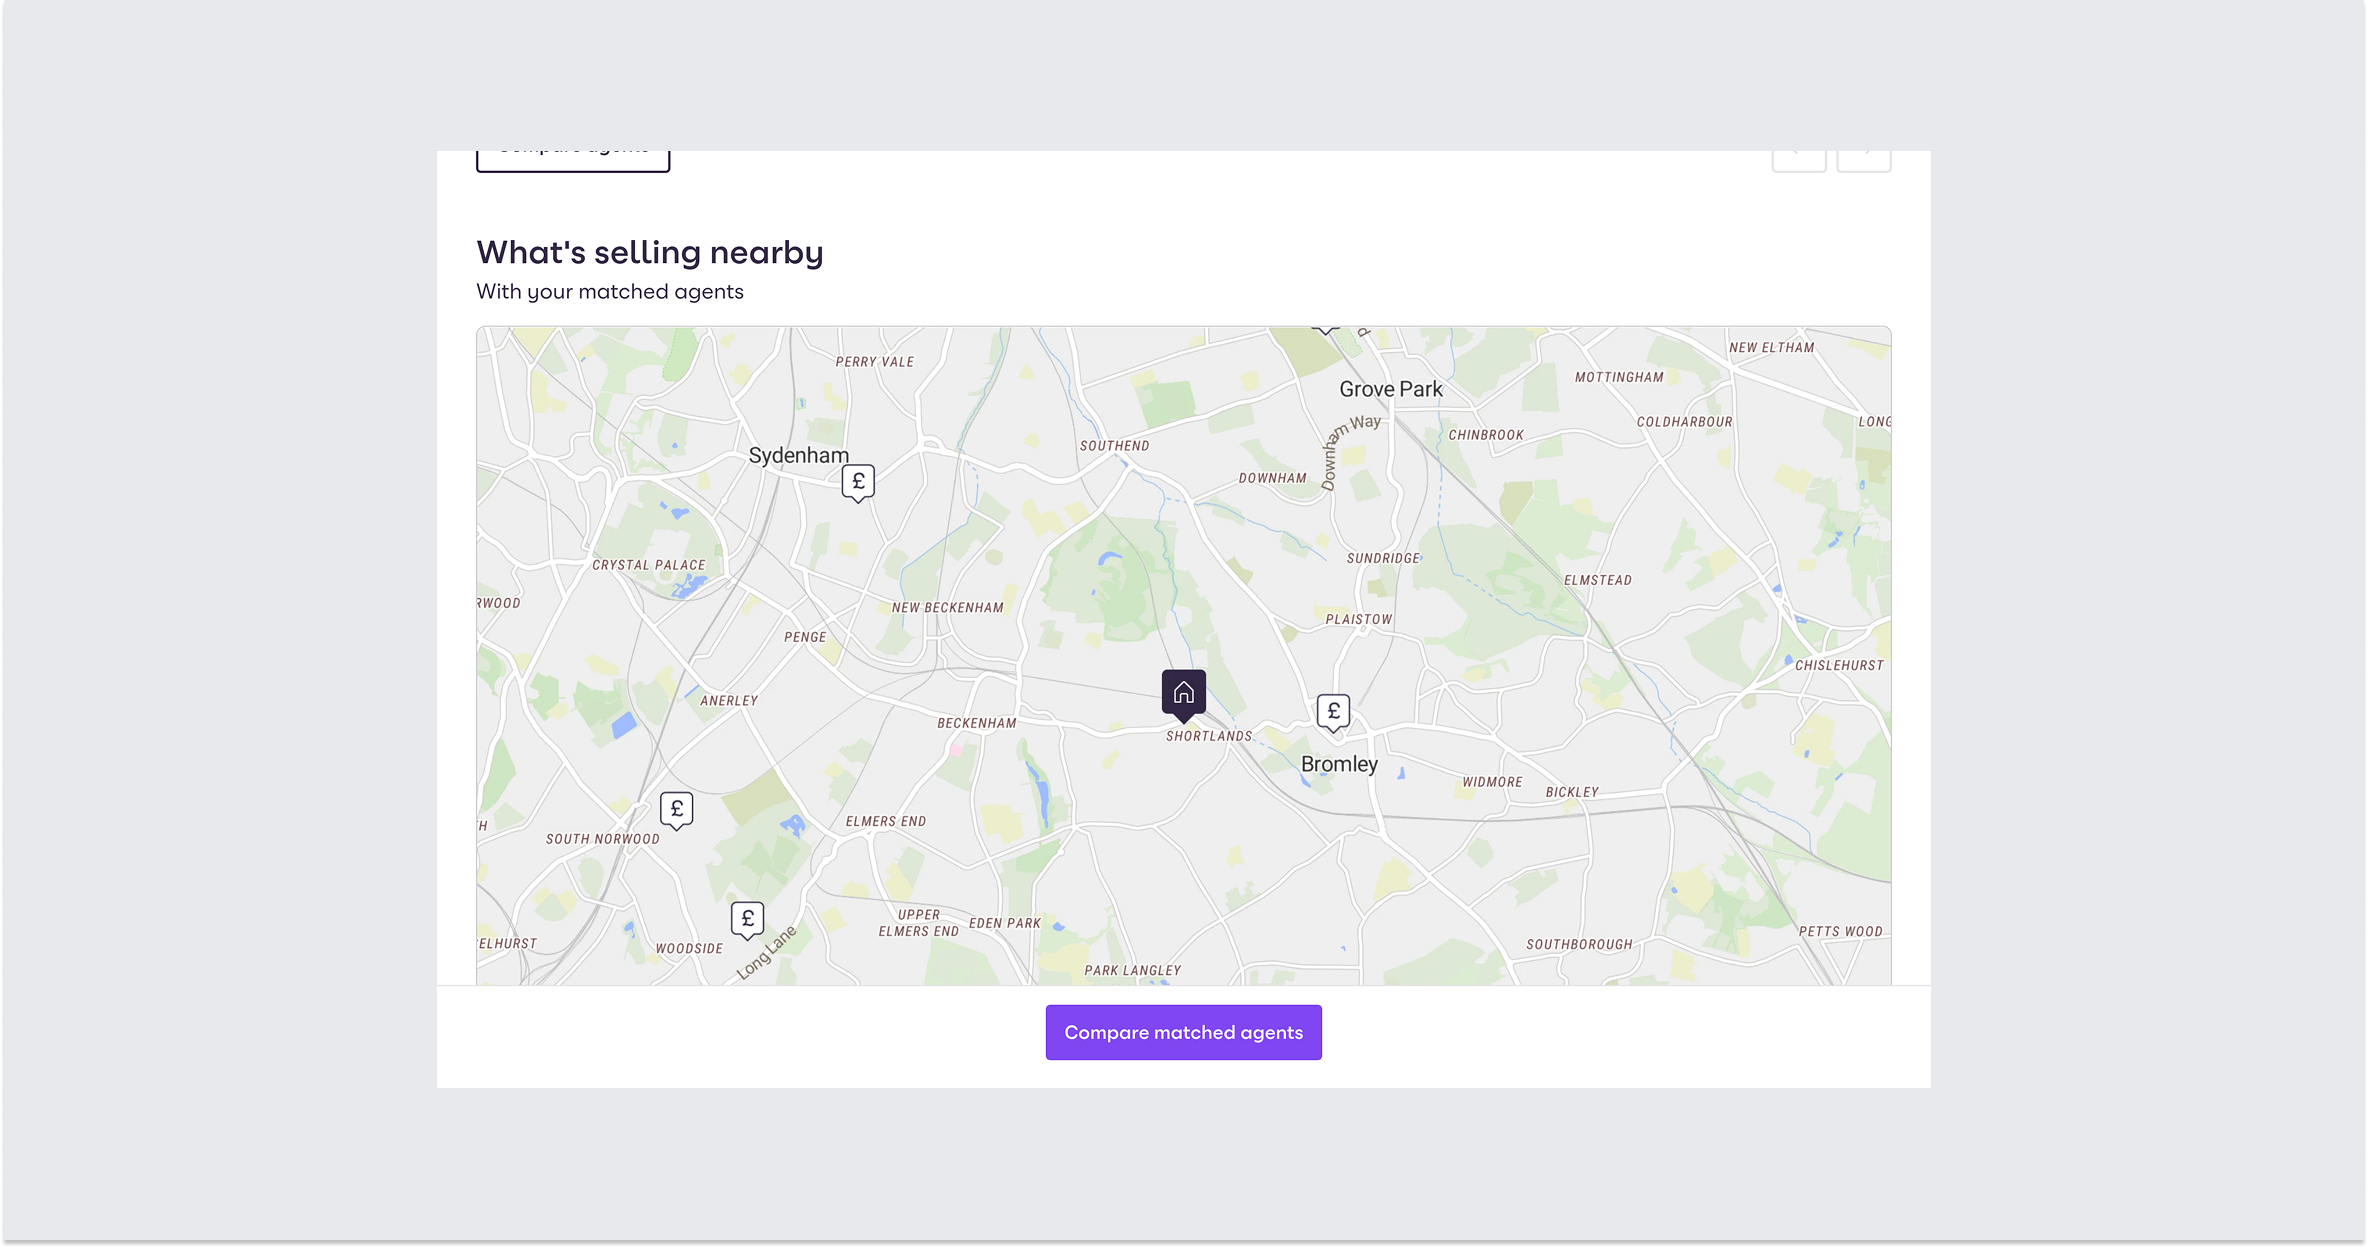 Compare agents
What's selling nearby
With your matched agents
PERRY VALE
NEW ELTHAM
MOTTINGHAM
Grove Park
COLDHARBOUR
LONG
Downham Way
CHINBROOK
SOUTHEND
Sydenham
£
DOWNHAM
SUNDRIDGE
CRYSTAL PALACE
ELMSTEAD
RWOOD
NEW BECKENHAM
PLAISTOW
PENGE
CHISLEHURST
ANERLEY
£
BECKENHAM
SHORTLANDS
Bromley
WIDMORE
BICKLEY
£
ELMERS END
H
SOUTH NORWOOD
£
UPPER
ELMERS END
EDEN PARK
PETTS WOOD
ELHURST
WOODSIDE
Long Lane
SOUTHBOROUGH
PARK LANGLEY
Compare matched agents